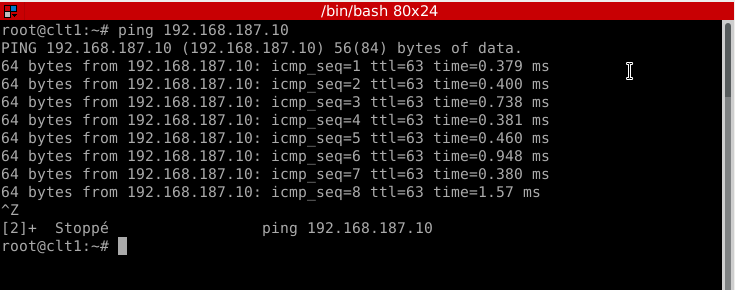 /bin/bash 80x24
root@clt1:~# ping 192.168.187.10
PING 192.168.187.10 (192.168.187.10) 56(84) bytes of data.
64 bytes from 192.168.187.10: icmp_seq=1 ttl=63 time=0.379 ms
64 bytes from 192.168.187.10: icmp_seq=2 ttl=63 time=0.400 ms
64 bytes from 192.168.187.10: icmp_seq=3 ttl=63 time=0.738 ms
64 bytes from 192.168.187.10: icmp_seq=4 ttl=63 time=0.381 ms
64 bytes from 192.168.187.10: icmp_seq=5 ttl=63 time=0.460 ms
64 bytes from 192.168.187.10: icmp_seq=6 ttl=63 time=0.948 ms
64 bytes from 192.168.187.10: icmp_seq=7 ttl=63 time=0.380 ms
64 bytes from 192.168.187.10: icmp_seq=8 ttl=63 time=1.57 ms
^Z
[2]+  Stoppé                 ping 192.168.187.10
root@clt1:~#